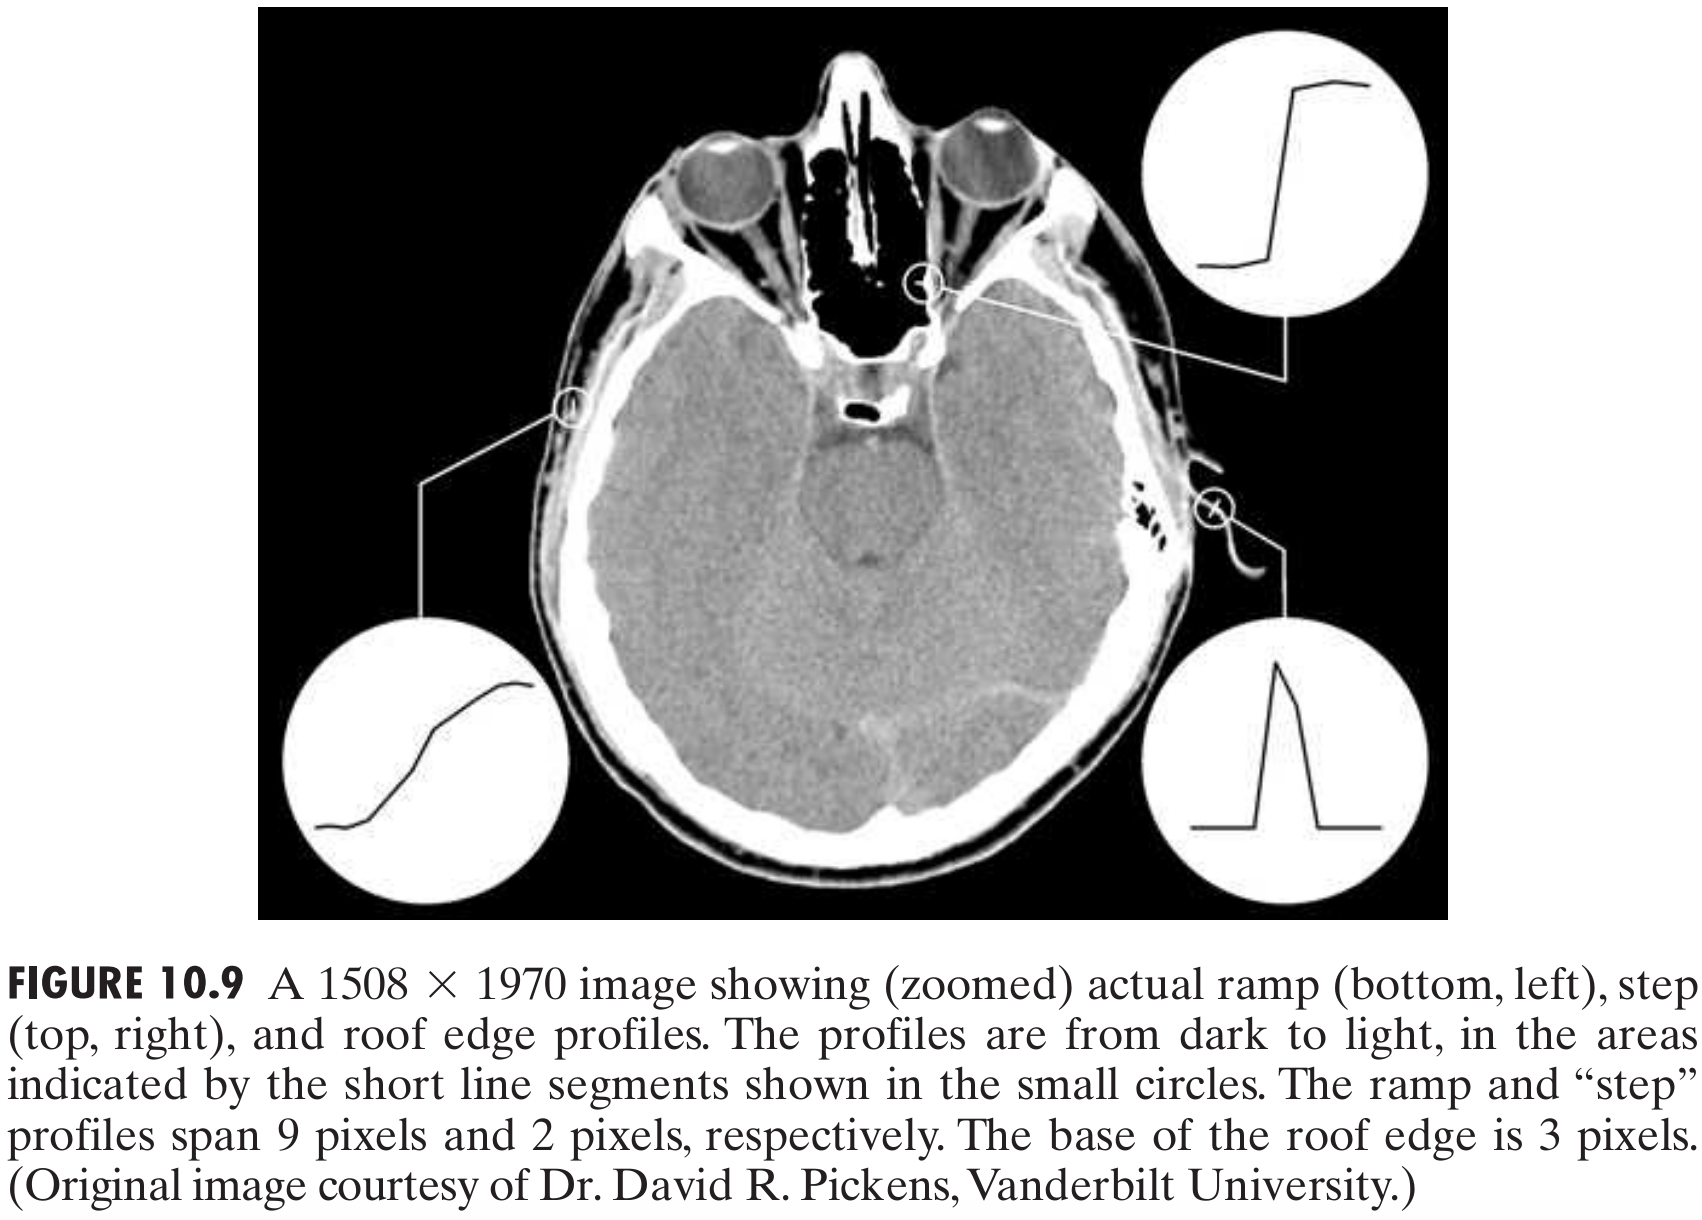 FIGURE 10.9 A 1508 × 1970 image showing (zoomed) actual ramp (bottom, left), step
(top, right), and roof edge profiles. The profiles are from dark to light, in the areas
indicated by the short line segments shown in the small circles. The ramp and “step”
profiles span 9 pixels and 2 pixels, respectively. The base of the roof edge is 3 pixels.
(Original image courtesy of Dr. David R. Pickens, Vanderbilt University.)